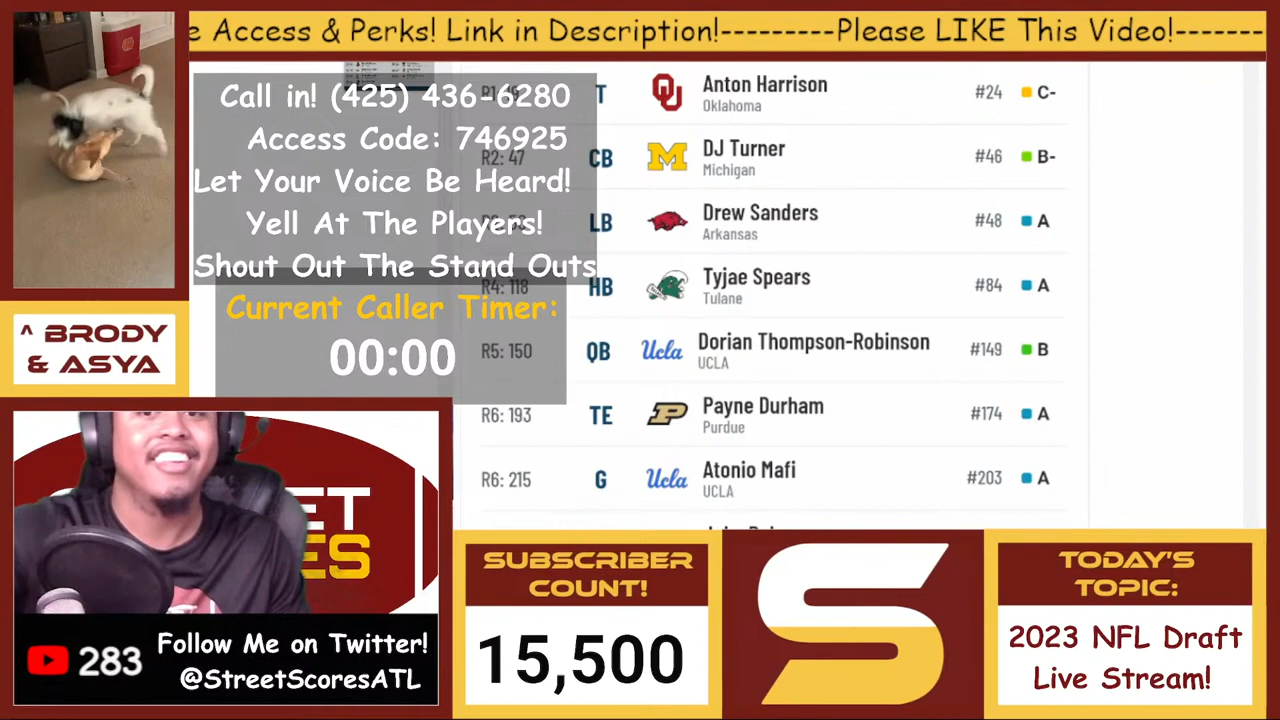 e Access & Perks! Link in Description!---------Please LIKE This Video!-------
Call in! (425) 436-6280
Access Code: 746925
Let Your Voice Be Heard!
Yell At The Players!
Shout Out The Stand Outs
Current Caller Timer:
00:00
T Anton Harrison #24 C-
Oklahoma
R2: 47 CB DJ Turner #46 B-
Michigan
LB Drew Sanders #48 A
Arkansas
R4: 118 HB Tyjae Spears #84 A
Tulane
R5: 150 QB Ucla Dorian Thompson-Robinson #149 B
UCLA
R6: 193 TE P Payne Durham #174 A
Purdue
R6: 215 G Ucla Atonio Mafi #203 A
UCLA
^ BRODY
& ASYA
ET
ES
283
Follow Me on Twitter!
@StreetScoresATL
SUBSCRIBER
COUNT!
15,500
S
TODAY'S
TOPIC:
2023 NFL Draft
Live Stream!